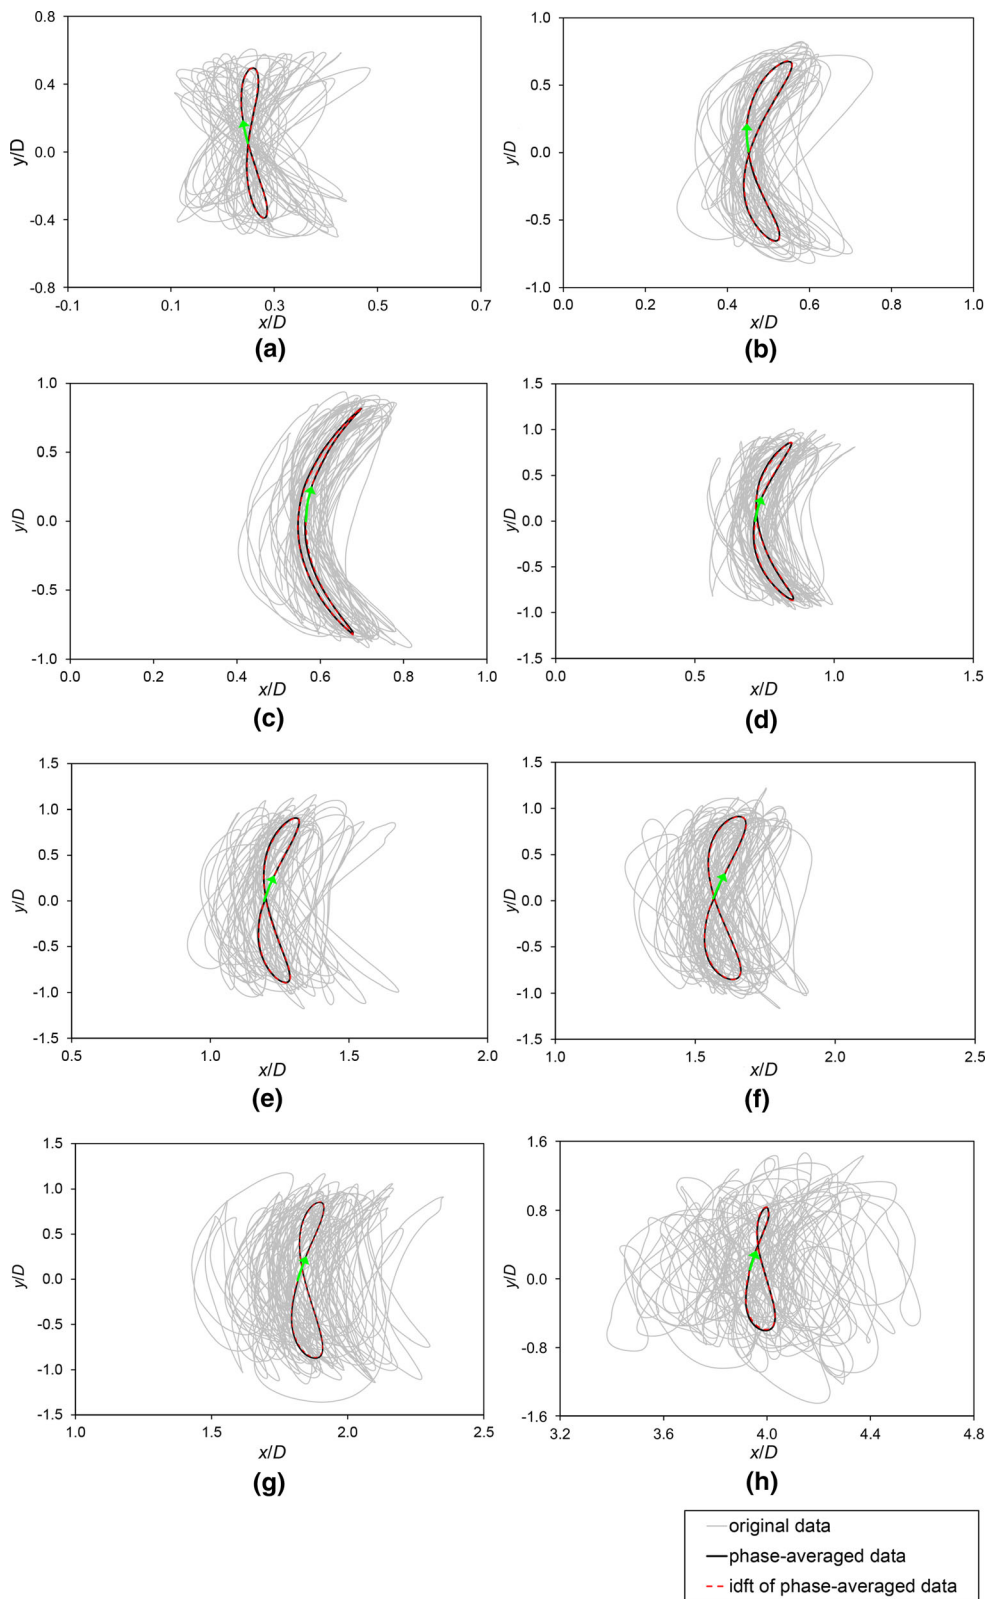 0.8
0.4
0.0
-0.4
-0.8
y/D
-0.1 0.1 0.3 0.5 0.7
x/D
(a)
1.0
0.5
0.0
-0.5
-1.0
y/D
0.0 0.2 0.4 0.6 0.8 1.0
x/D
(b)
1.0
0.5
0.0
-0.5
-1.0
y/D
0.0 0.2 0.4 0.6 0.8 1.0
x/D
(c)
1.5
1.0
0.5
0.0
-0.5
-1.0
-1.5
y/D
0.0 0.5 1.0 1.5
x/D
(d)
1.5
1.0
0.5
0.0
-0.5
-1.0
-1.5
y/D
0.5 1.0 1.5 2.0
x/D
(e)
1.5
1.0
0.5
0.0
-0.5
-1.0
-1.5
y/D
1.0 1.5 2.0 2.5
x/D
(f)
1.5
1.0
0.5
0.0
-0.5
-1.0
-1.5
y/D
1.0 1.5 2.0 2.5
x/D
(g)
1.6
0.8
0.0
-0.8
-1.6
y/D
3.2 3.6 4.0 4.4 4.8
x/D
(h)
original data
phase-averaged data
idft of phase-averaged data